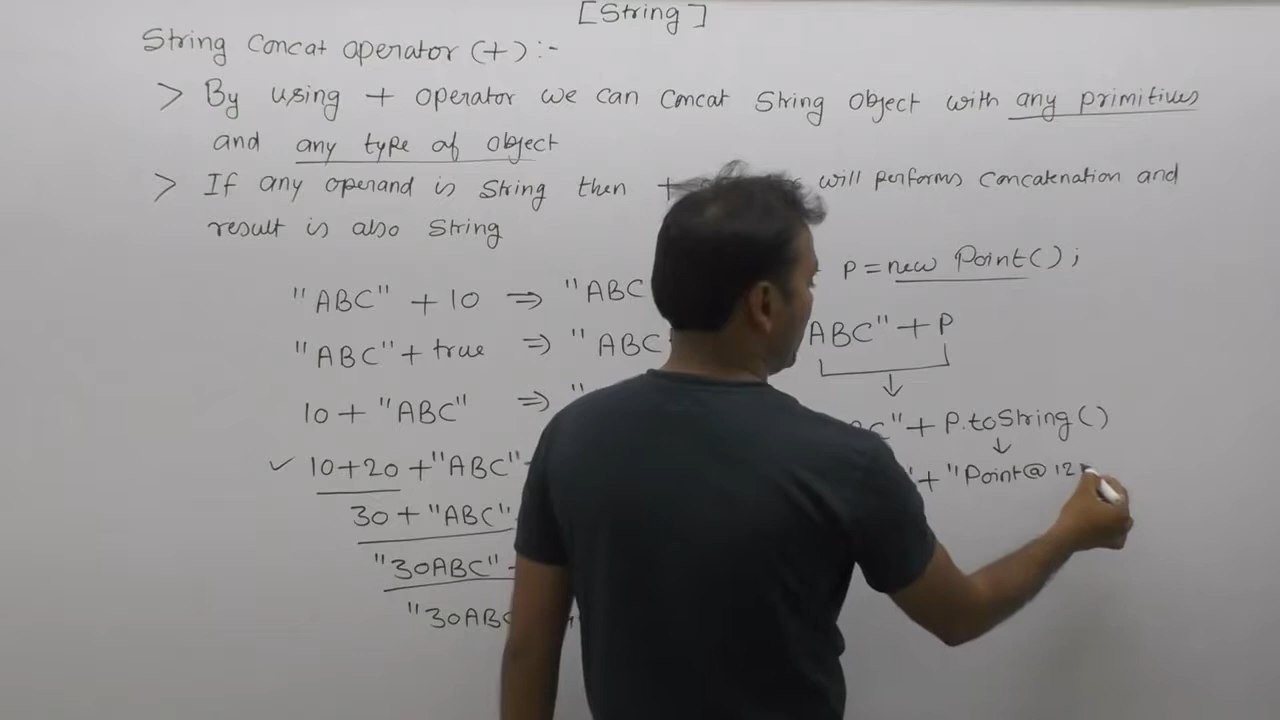 [String]
String Concat operator (+) :-
> By using + operator we can Concat String object with any primitives
and any type of object
> If any operand is String then + will performs Concatenation and
result is also String
P = new Point();
"ABC" + 10 ⇒ "ABC
ABC" + P
"ABC" + true ⇒ "ABC
↓
10 + "ABC" ⇒ "
" + P.toString()
↓
✓ 10+20 + "ABC"
"+ "Point@12
30 + "ABC"
"30ABC"
"30ABC